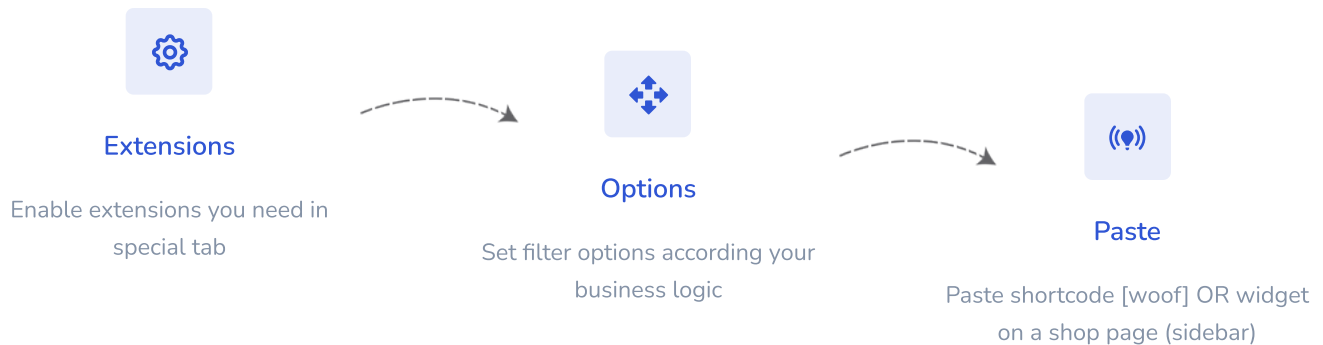 Extensions
Enable extensions you need in
special tab
Options
Set filter options according your
business logic
Paste
Paste shortcode [woof] OR widget
on a shop page (sidebar)